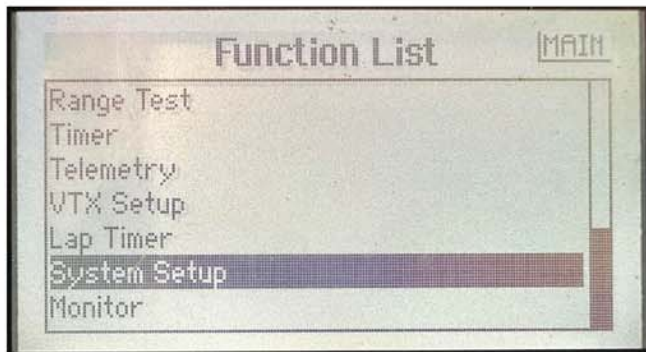 Function List
MAIN
Range Test
Timer
Telemetry
VTX Setup
Lap Timer
System Setup
Monitor